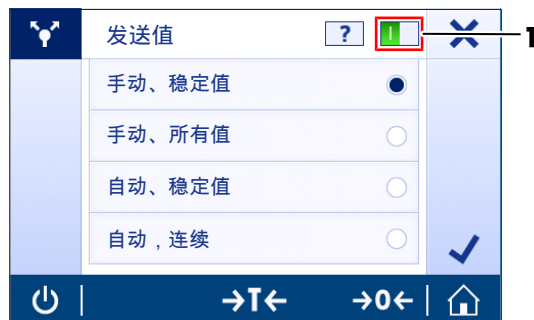 发送值 ? 1
手动、稳定值
手动、所有值
自动、稳定值
自动，连续
→T← →0←